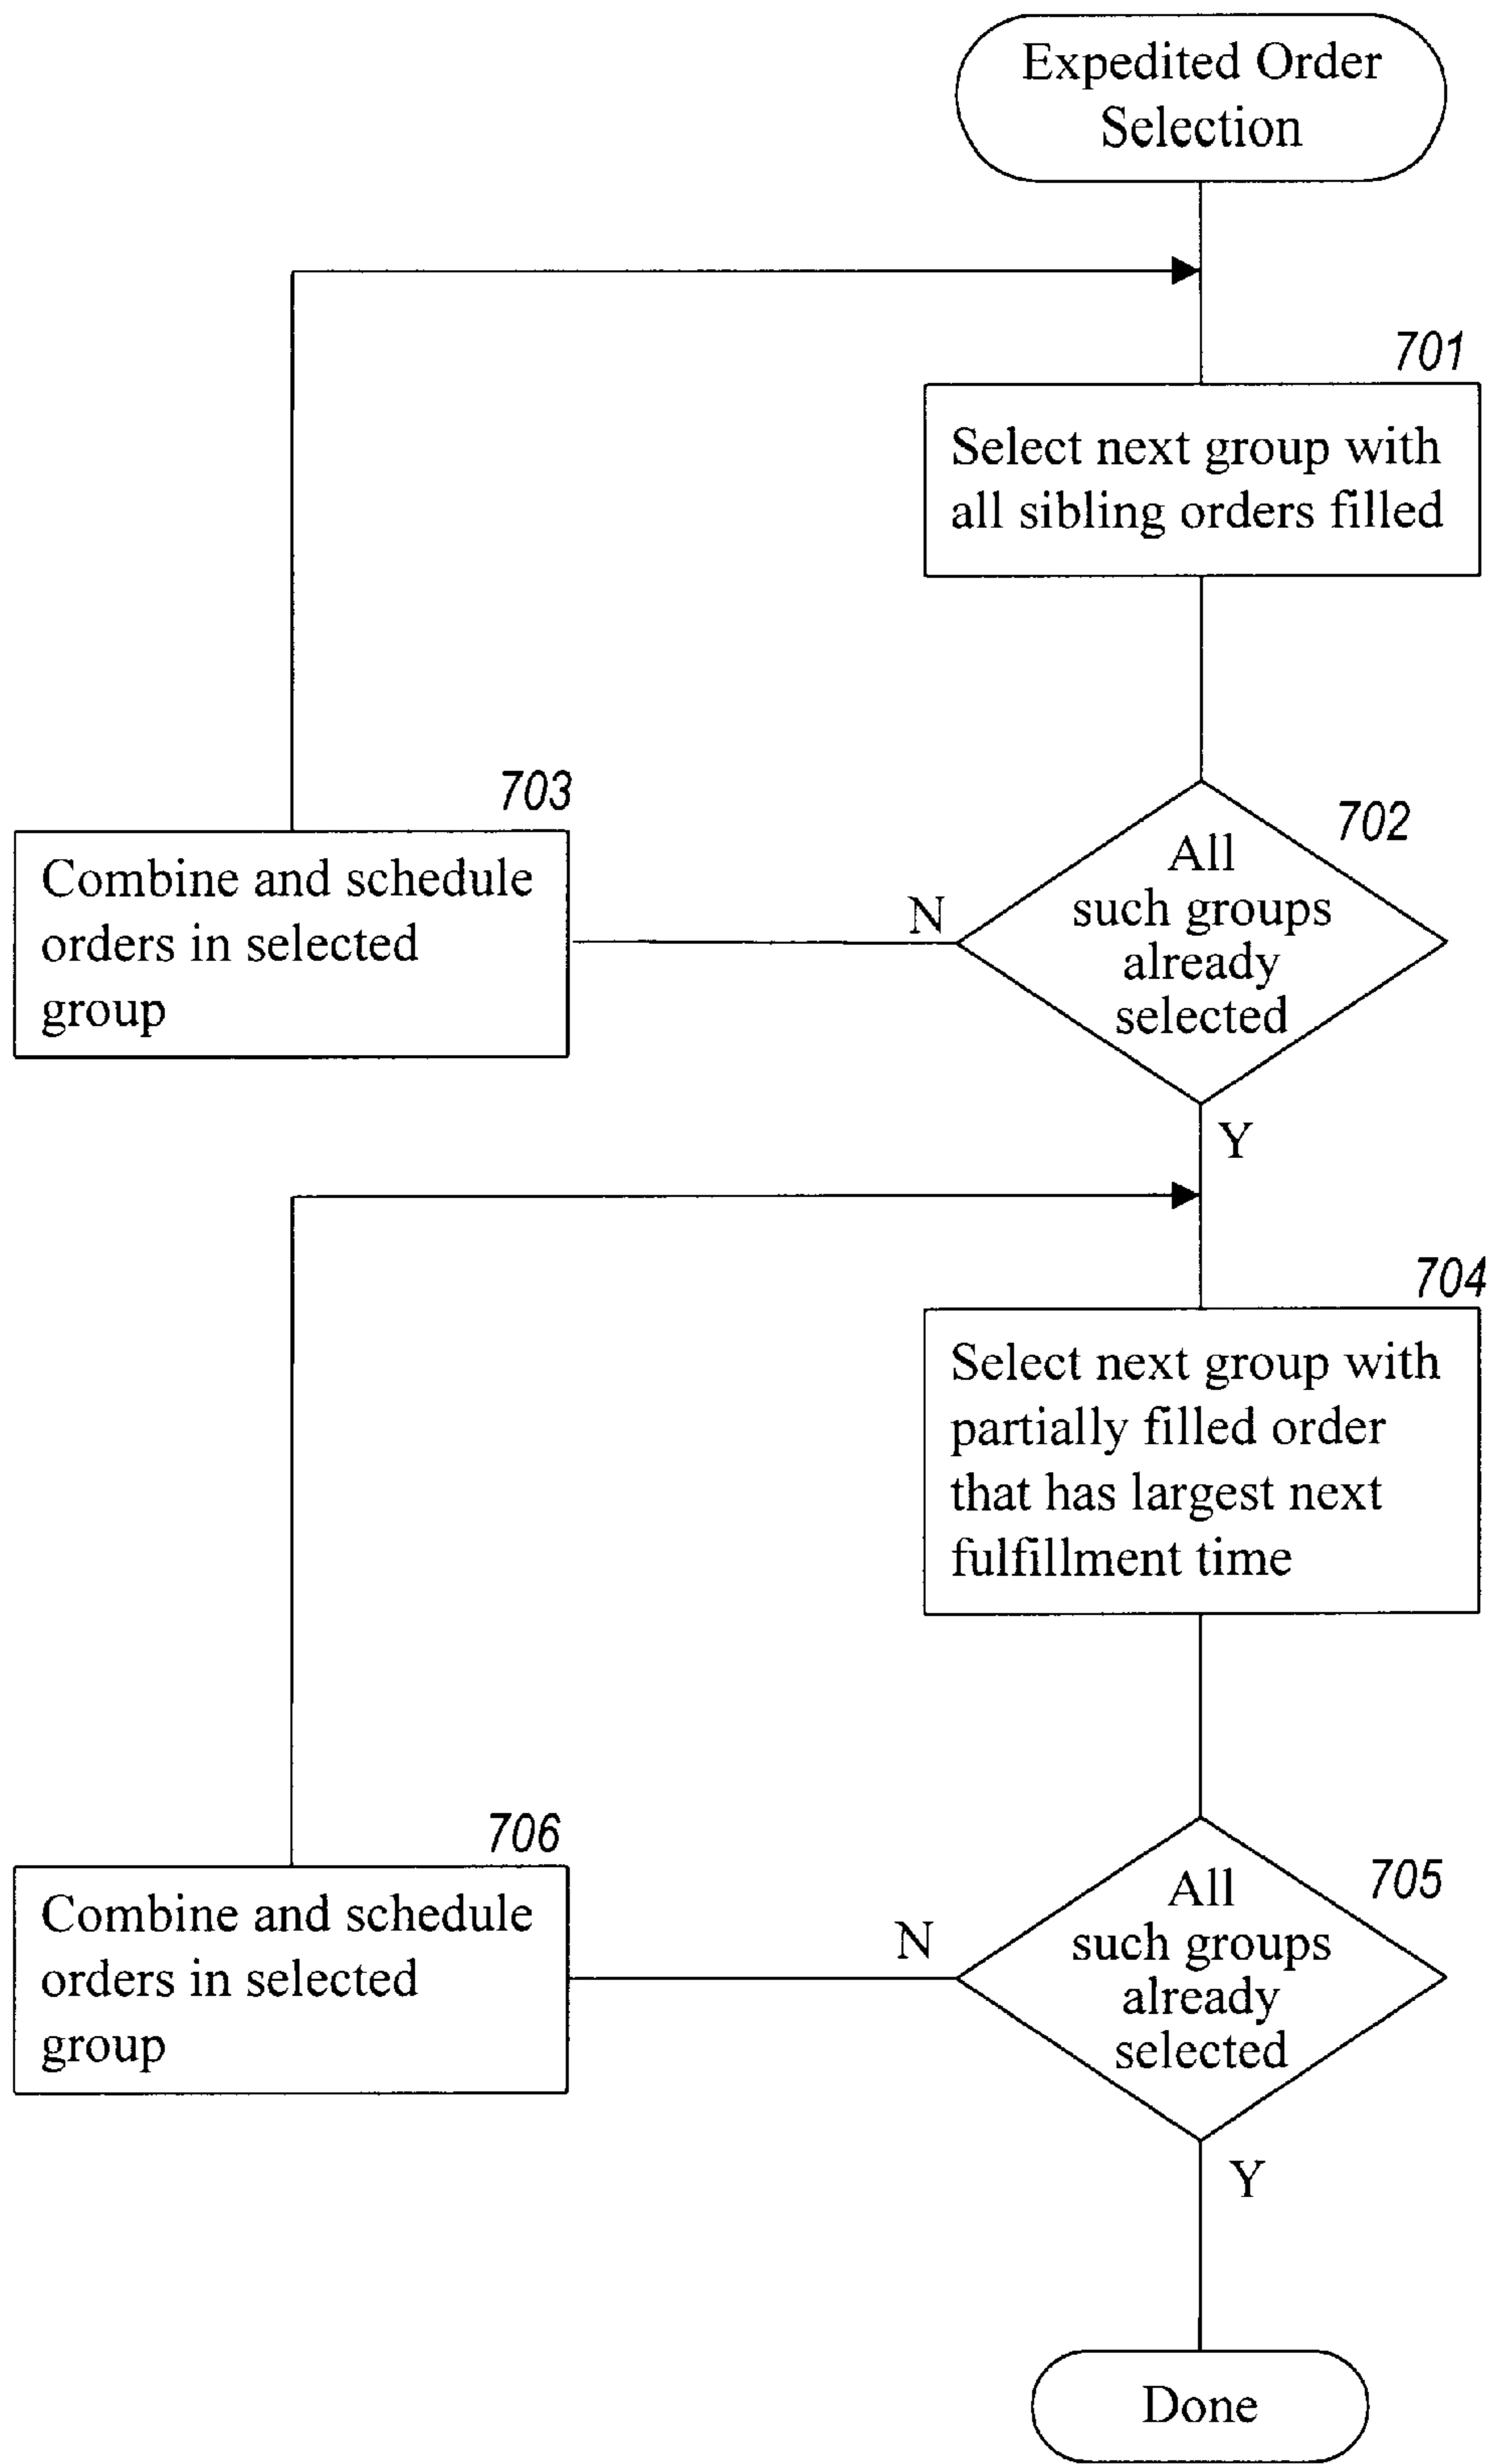 Expedited Order
Selection
701
Select next group with
all sibling orders filled
703
Combine and schedule
orders in selected
group
N
702
All
such groups
already
selected
Y
704
Select next group with
partially filled order
that has largest next
fulfillment time
706
Combine and schedule
orders in selected
group
N
705
All
such groups
already
selected
Y
Done